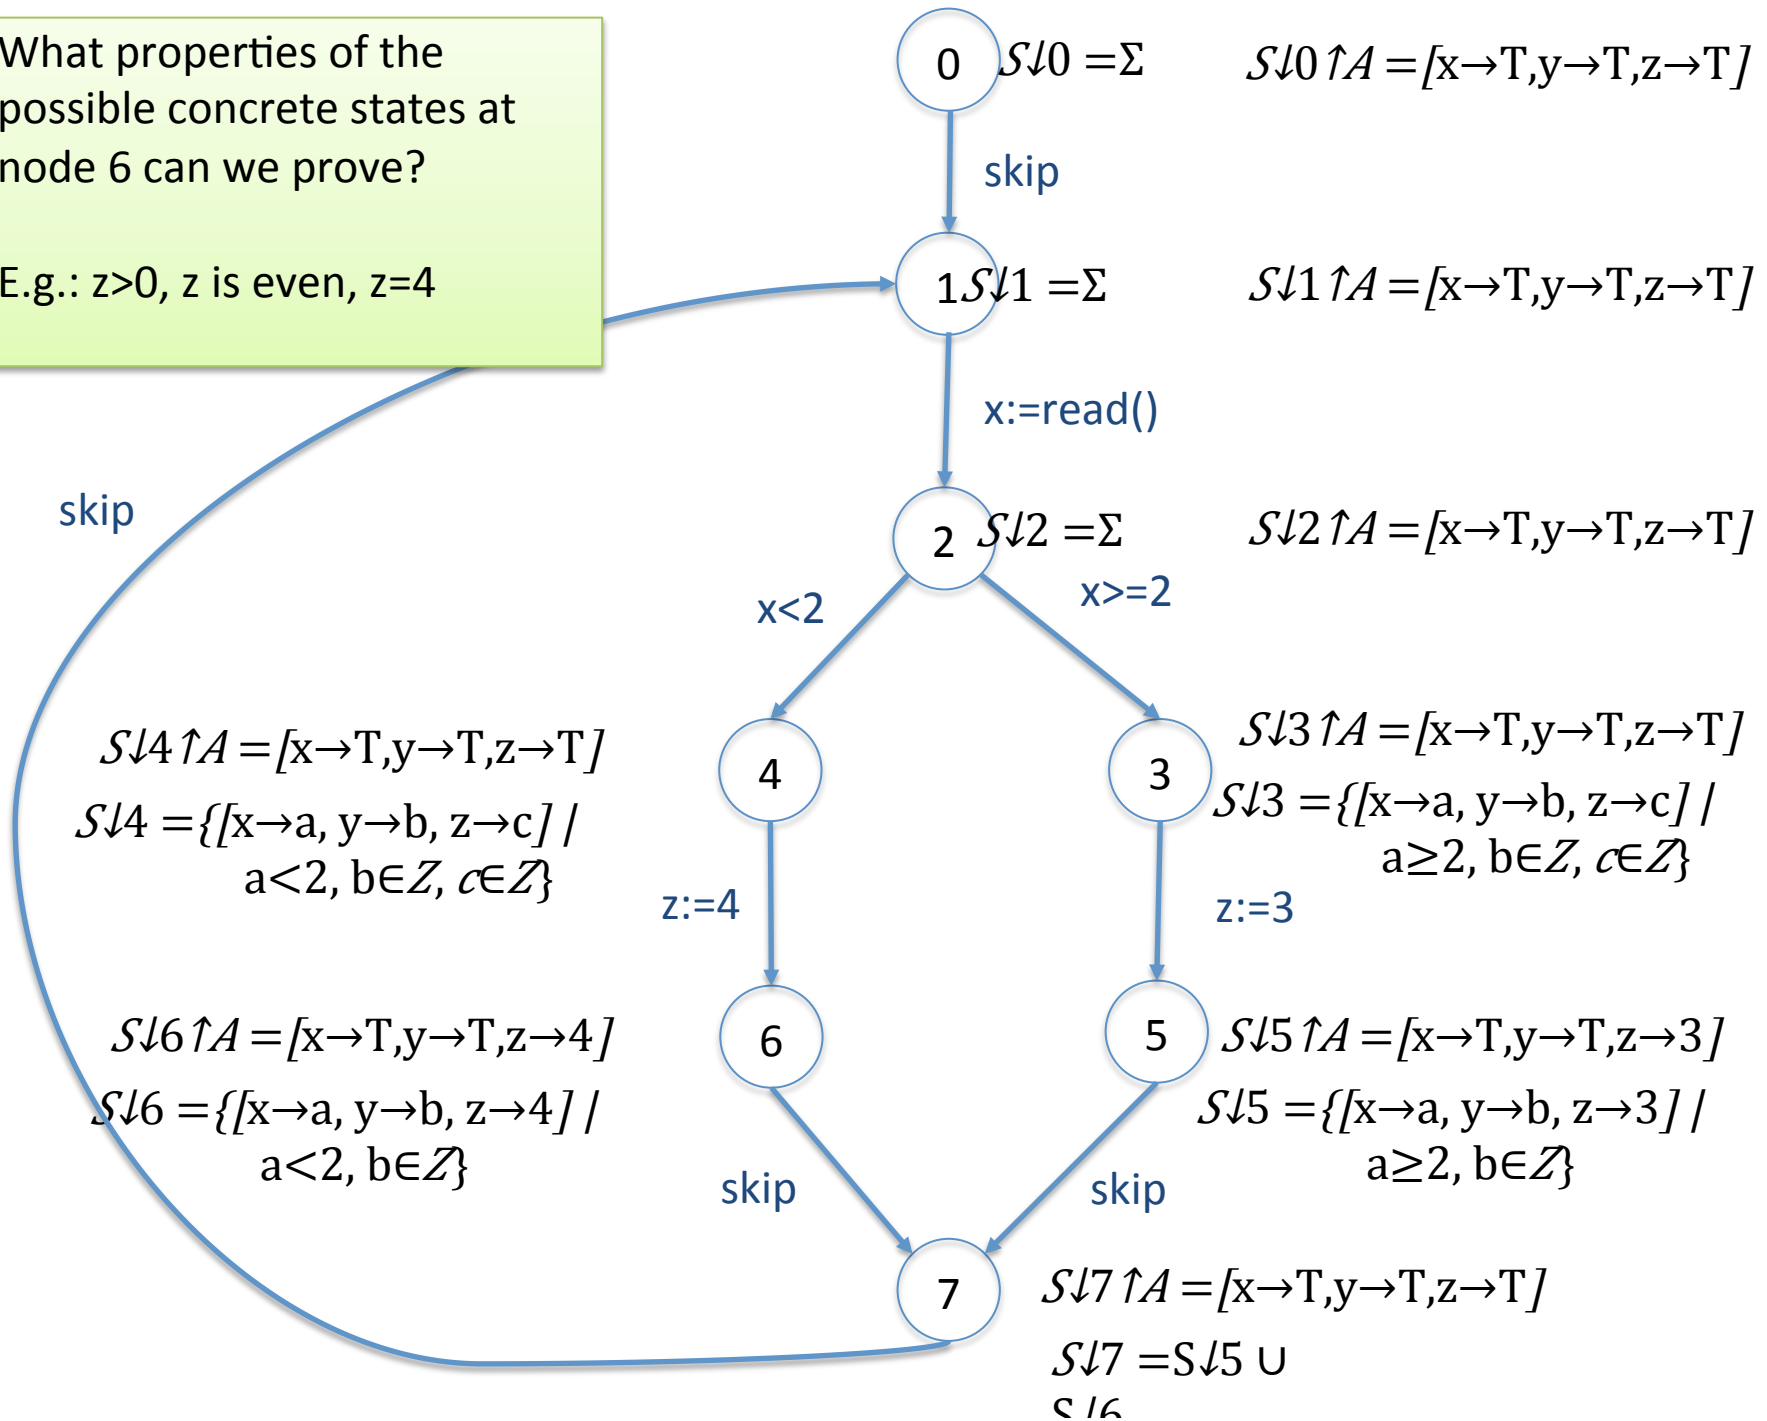 What properties of the
possible concrete states at
node 6 can we prove?
E.g.: z>0, z is even, z=4
0
S↓0 =Σ
S↓0↑A =[x→T,y→T,z→T]
skip
1
S↓1 =Σ
S↓1↑A =[x→T,y→T,z→T]
x:=read()
skip
2
S↓2 =Σ
S↓2↑A =[x→T,y→T,z→T]
x<2
x>=2
S↓4↑A =[x→T,y→T,z→T]
S↓4 ={[x→a, y→b, z→c] |
a<2, b∈Z, c∈Z}
4
3
S↓3↑A =[x→T,y→T,z→T]
S↓3 ={[x→a, y→b, z→c] |
a≥2, b∈Z, c∈Z}
z:=4
z:=3
S↓6↑A =[x→T,y→T,z→4]
S↓6 ={[x→a, y→b, z→4] |
a<2, b∈Z}
6
5
S↓5↑A =[x→T,y→T,z→3]
S↓5 ={[x→a, y→b, z→3] |
a≥2, b∈Z}
skip
skip
7
S↓7↑A =[x→T,y→T,z→T]
S↓7 =S↓5 ∪
S↓6